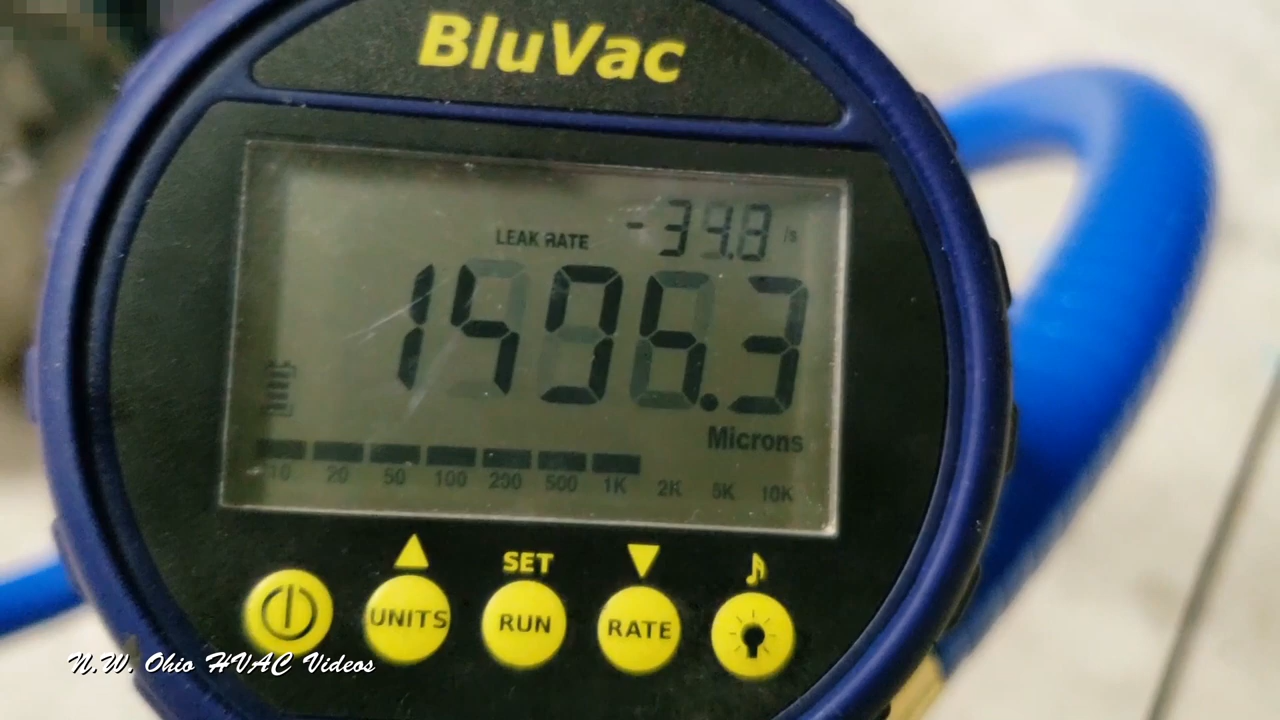 BluVac
LEAK RATE -39.8 /s
1496.3
Microns
10 20 50 100 200 500 1K 2K 5K 10K
SET
UNITS RUN RATE
N.W. Ohio HVAC Videos